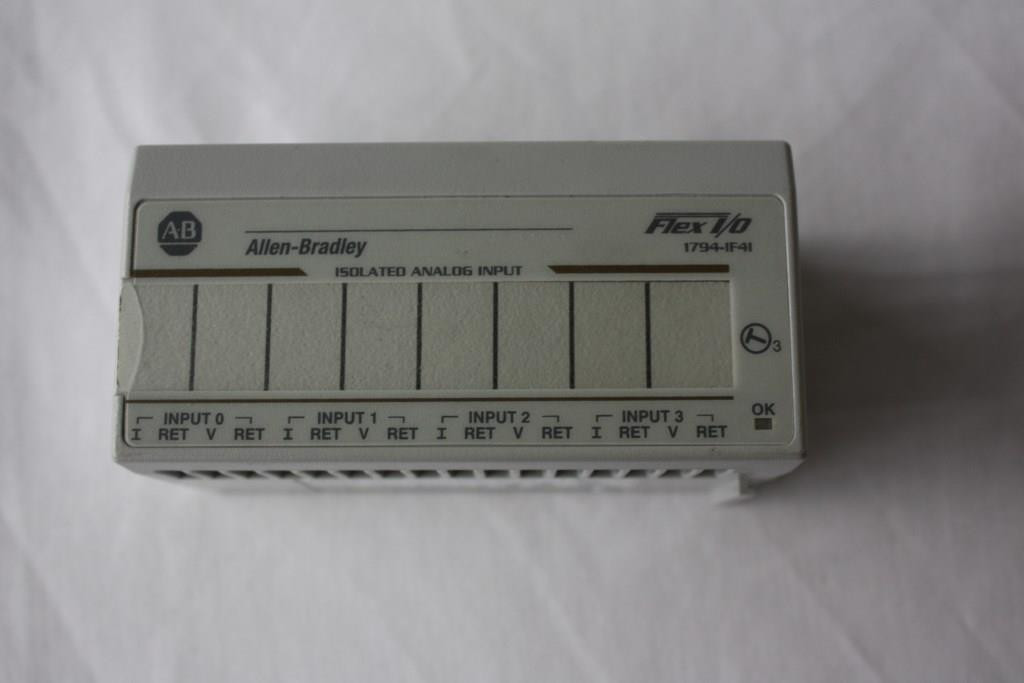 A·B
Allen-Bradley
Flex I/O
1794-IF4I
ISOLATED ANALOG INPUT
3
INPUT 0 INPUT 1 INPUT 2 INPUT 3
I RET V RET I RET V RET I RET V RET I RET V RET
OK